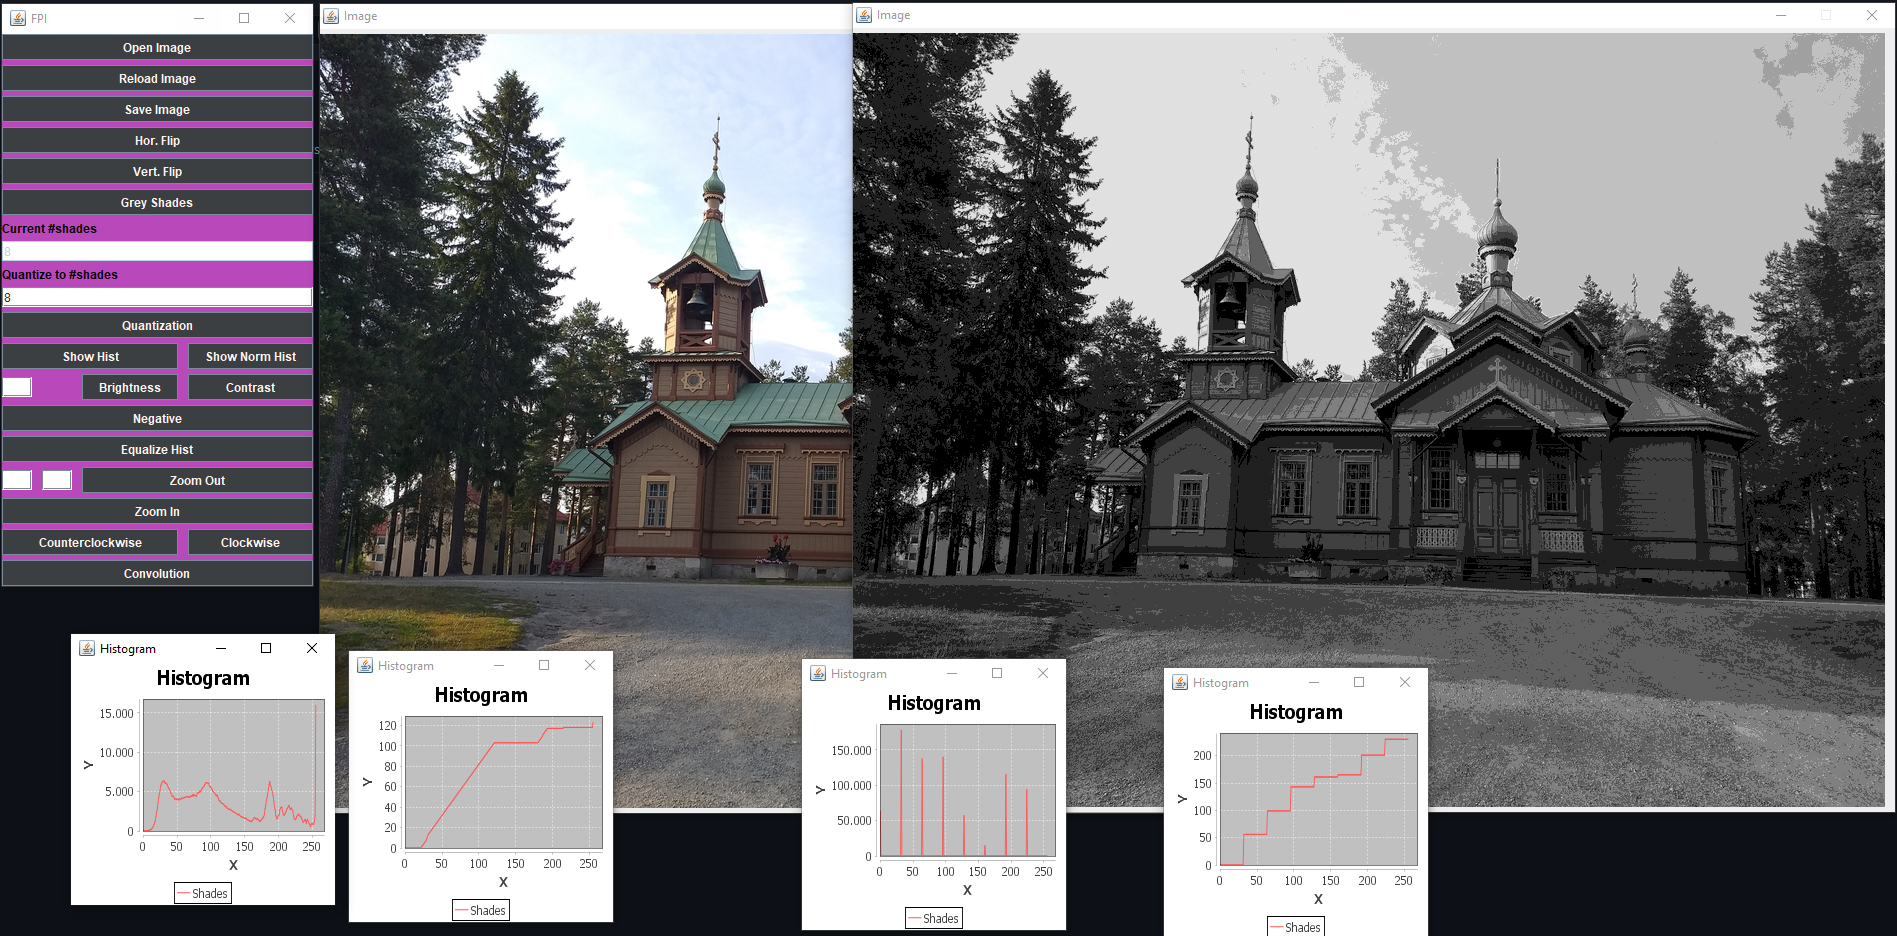 FPI
Open Image
Reload Image
Save Image
Hor. Flip
Vert. Flip
Grey Shades
Current #shades
8
Quantize to #shades
8
Quantization
Show Hist
Show Norm Hist
Brightness
Contrast
Negative
Equalize Hist
Zoom Out
Zoom In
Counterclockwise
Clockwise
Convolution
Image
Image
Histogram
Histogram
15.000
10.000
5.000
0
Y
0 50 100 150 200 250
X
Shades
Histogram
Histogram
120
100
80
60
40
20
0
Y
0 50 100 150 200 250
X
Shades
Histogram
Histogram
150.000
100.000
50.000
0
Y
0 50 100 150 200 250
X
Shades
Histogram
Histogram
200
150
100
50
0
Y
0 50 100 150 200 250
X
Shades